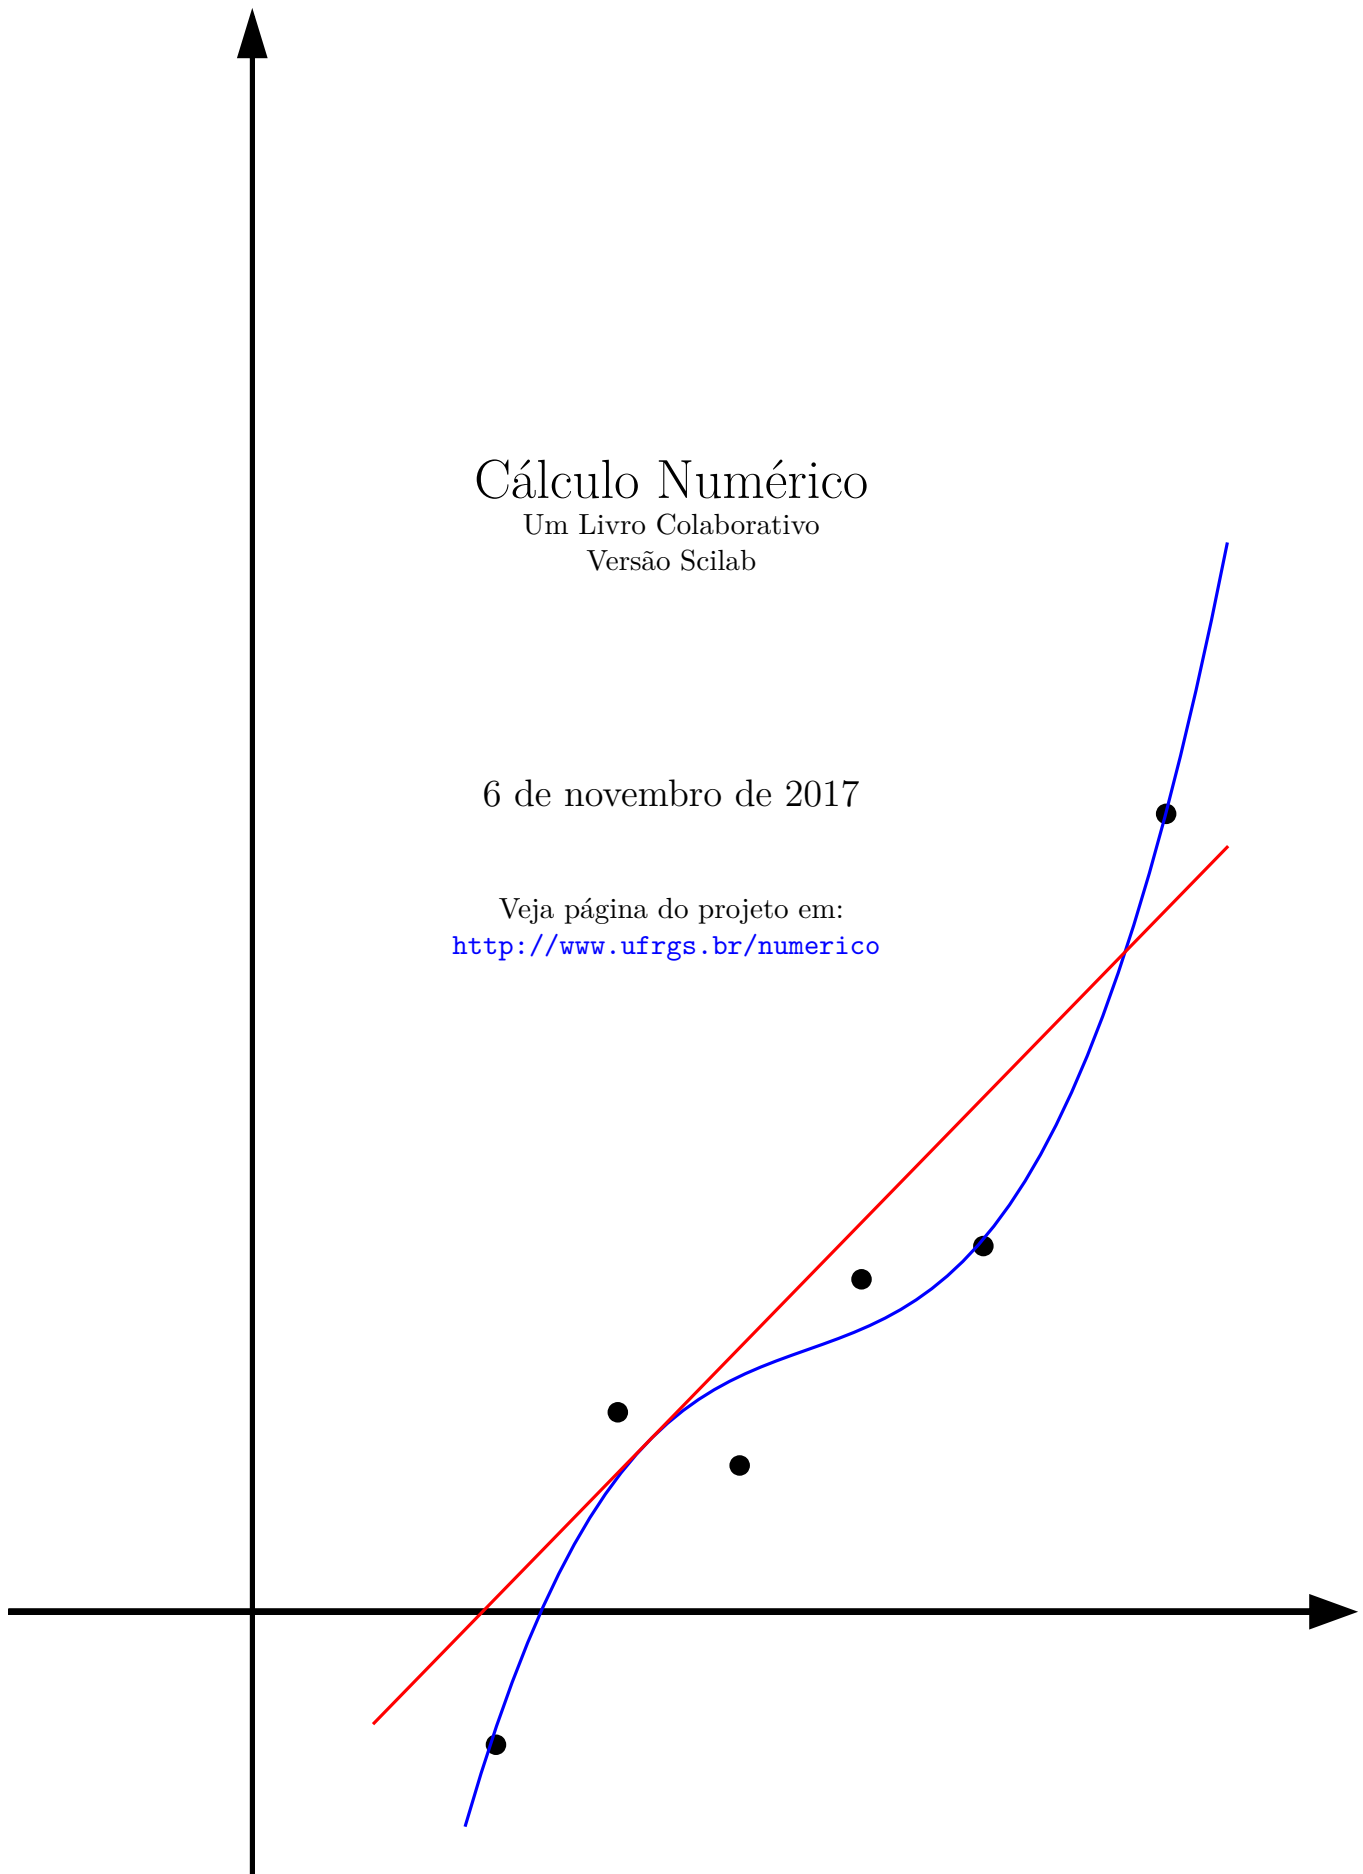 Cálculo Numérico
Um Livro Colaborativo
Versão Scilab
6 de novembro de 2017
Veja página do projeto em:
http://www.ufrgs.br/numerico